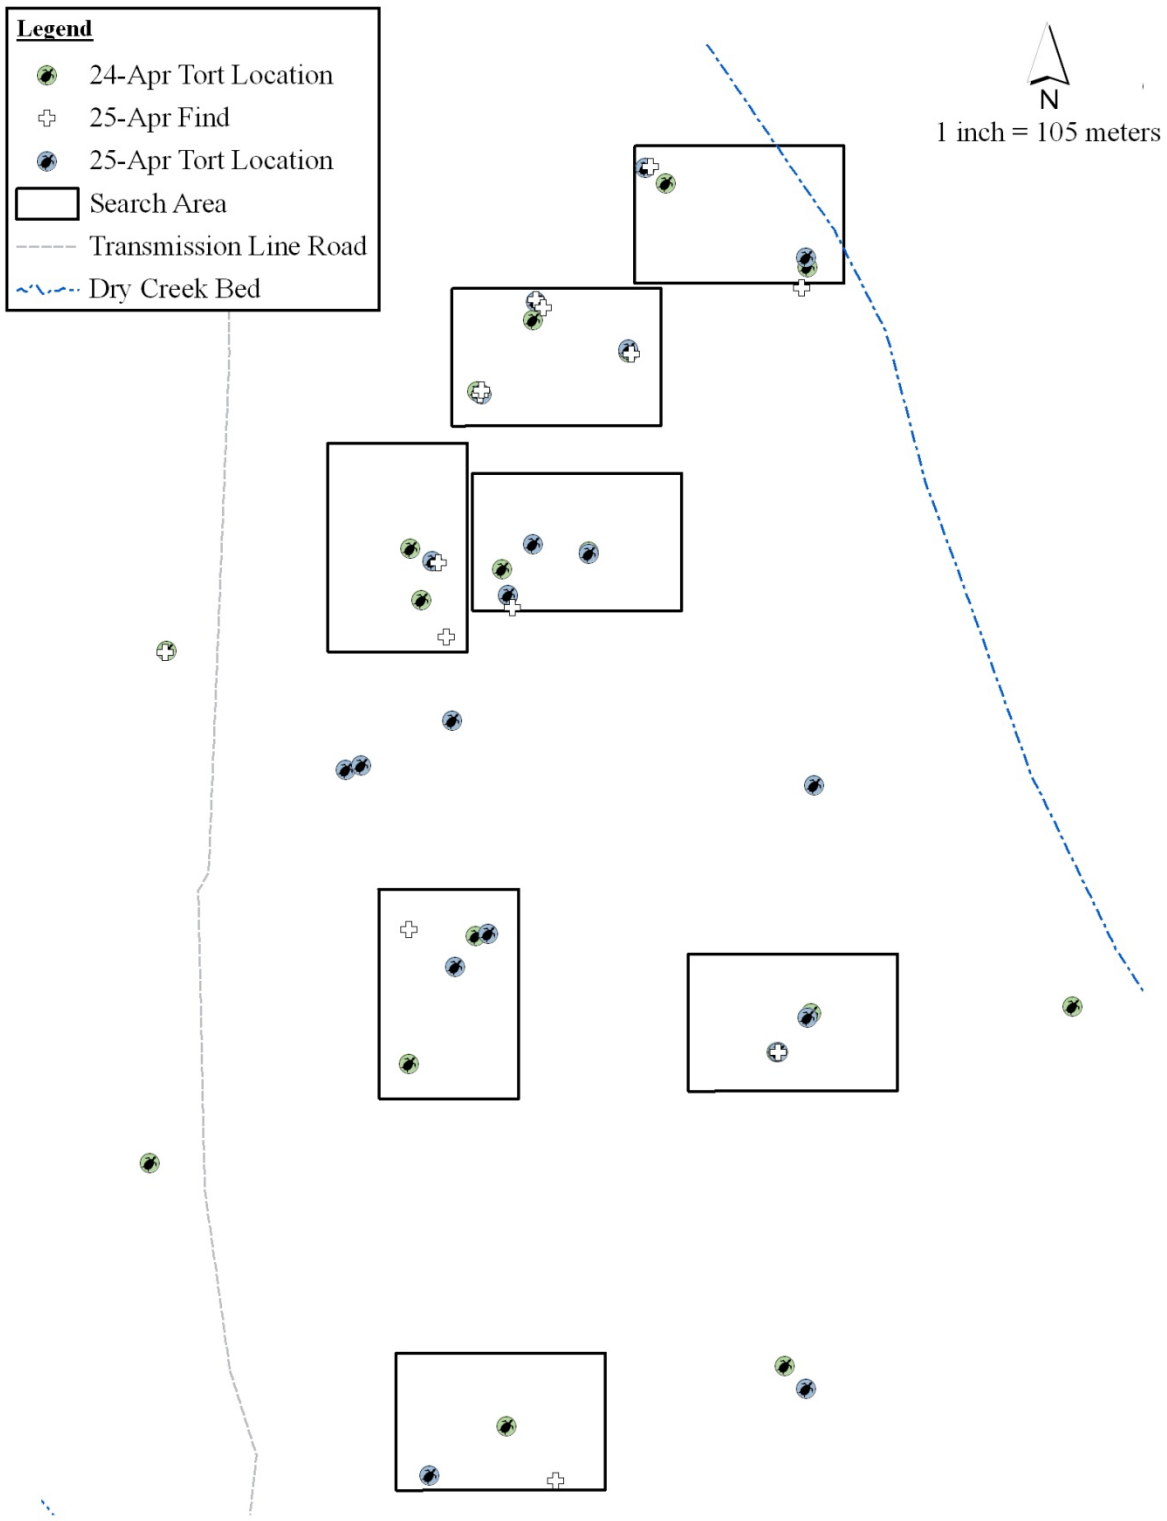 Legend
24-Apr Tort Location
25-Apr Find
25-Apr Tort Location
Search Area
Transmission Line Road
Dry Creek Bed
N
1 inch = 105 meters